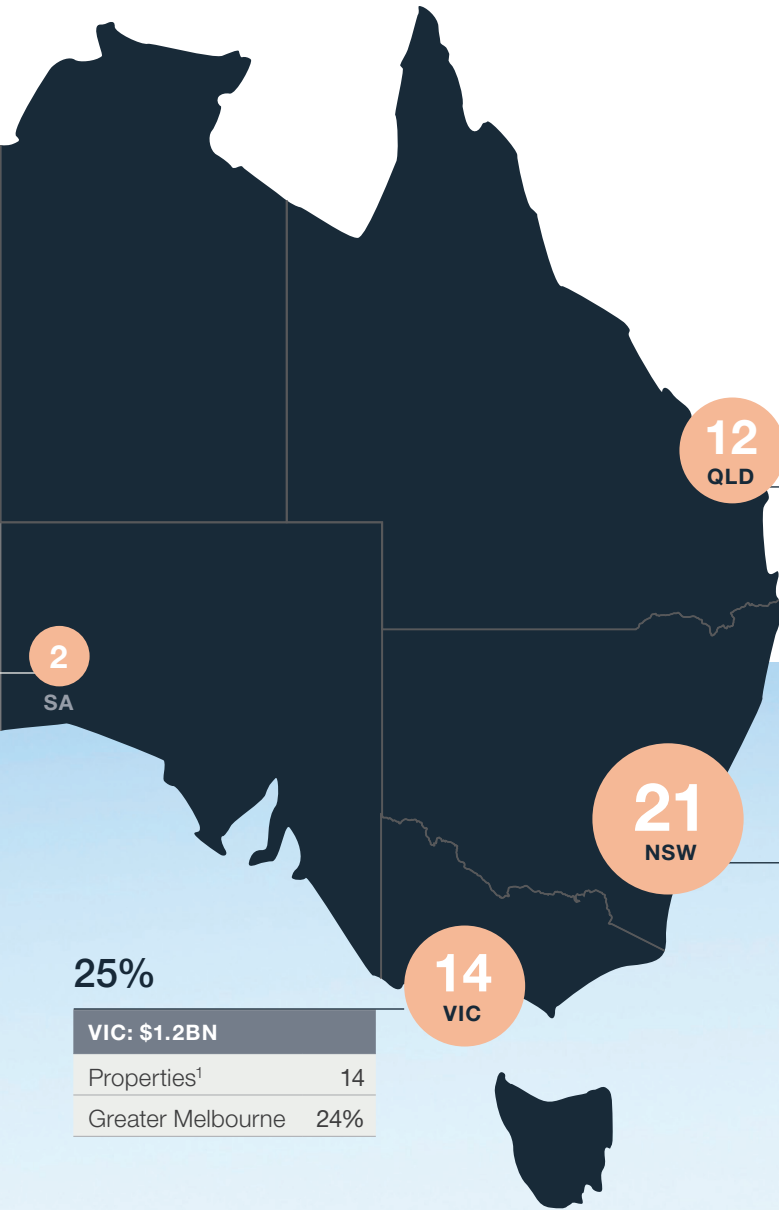 12
QLD
2
SA
21
NSW
14
VIC
25%
VIC: $1.2BN
Properties¹ 14
Greater Melbourne 24%